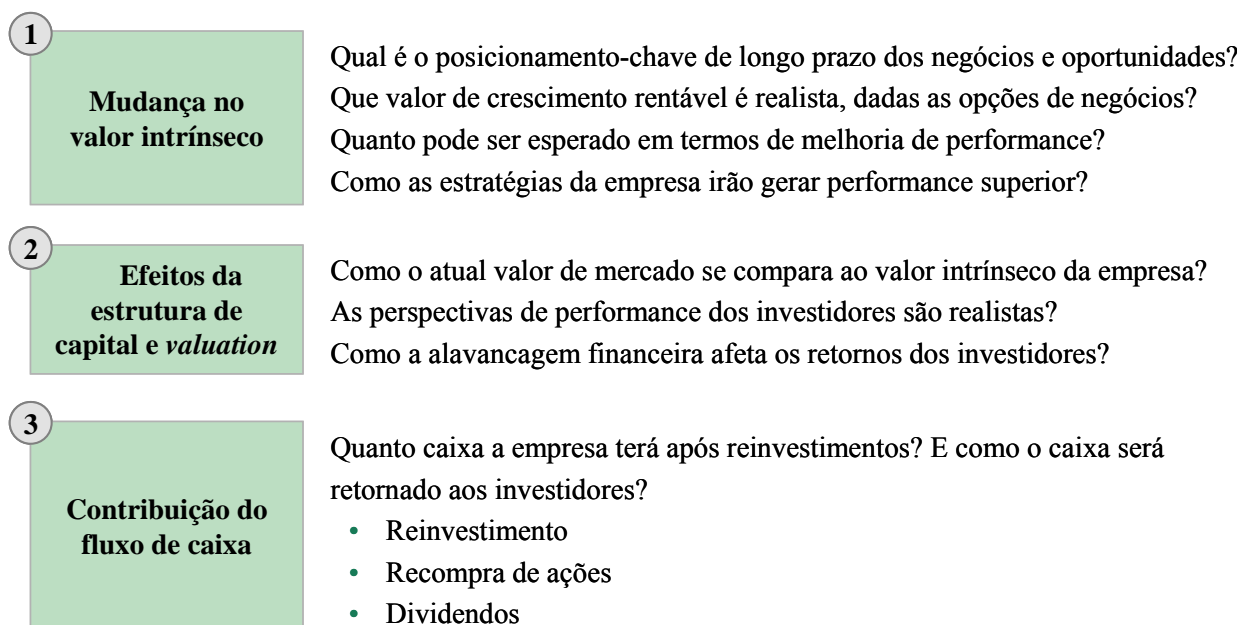 1
Mudança no
valor intrínseco
Qual é o posicionamento-chave de longo prazo dos negócios e oportunidades?
Que valor de crescimento rentável é realista, dadas as opções de negócios?
Quanto pode ser esperado em termos de melhoria de performance?
Como as estratégias da empresa irão gerar performance superior?
2
Efeitos da
estrutura de
capital e valuation
Como o atual valor de mercado se compara ao valor intrínseco da empresa?
As perspectivas de performance dos investidores são realistas?
Como a alavancagem financeira afeta os retornos dos investidores?
3
Contribuição do
fluxo de caixa
Quanto caixa a empresa terá após reinvestimentos? E como o caixa será
retornado aos investidores?
• Reinvestimento
• Recompra de ações
• Dividendos